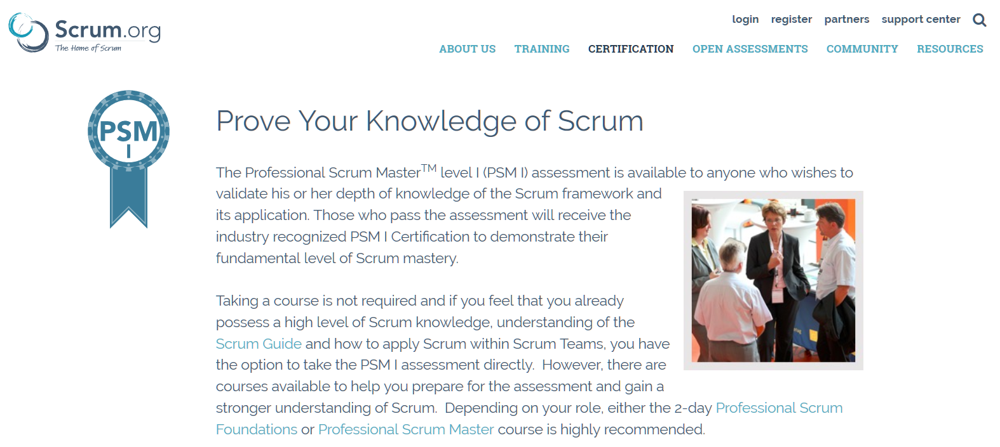 Scrum.org
The Home of Scrum
login register partners support center
ABOUT US TRAINING CERTIFICATION OPEN ASSESSMENTS COMMUNITY RESOURCES
PSM
I
Prove Your Knowledge of Scrum
The Professional Scrum Master™ level I (PSM I) assessment is available to anyone who wishes to
validate his or her depth of knowledge of the Scrum framework and
its application. Those who pass the assessment will receive the
industry recognized PSM I Certification to demonstrate their
fundamental level of Scrum mastery.
Taking a course is not required and if you feel that you already
possess a high level of Scrum knowledge, understanding of the
Scrum Guide and how to apply Scrum within Scrum Teams, you have
the option to take the PSM I assessment directly.  However, there are
courses available to help you prepare for the assessment and gain a
stronger understanding of Scrum.  Depending on your role, either the 2-day Professional Scrum
Foundations or Professional Scrum Master course is highly recommended.